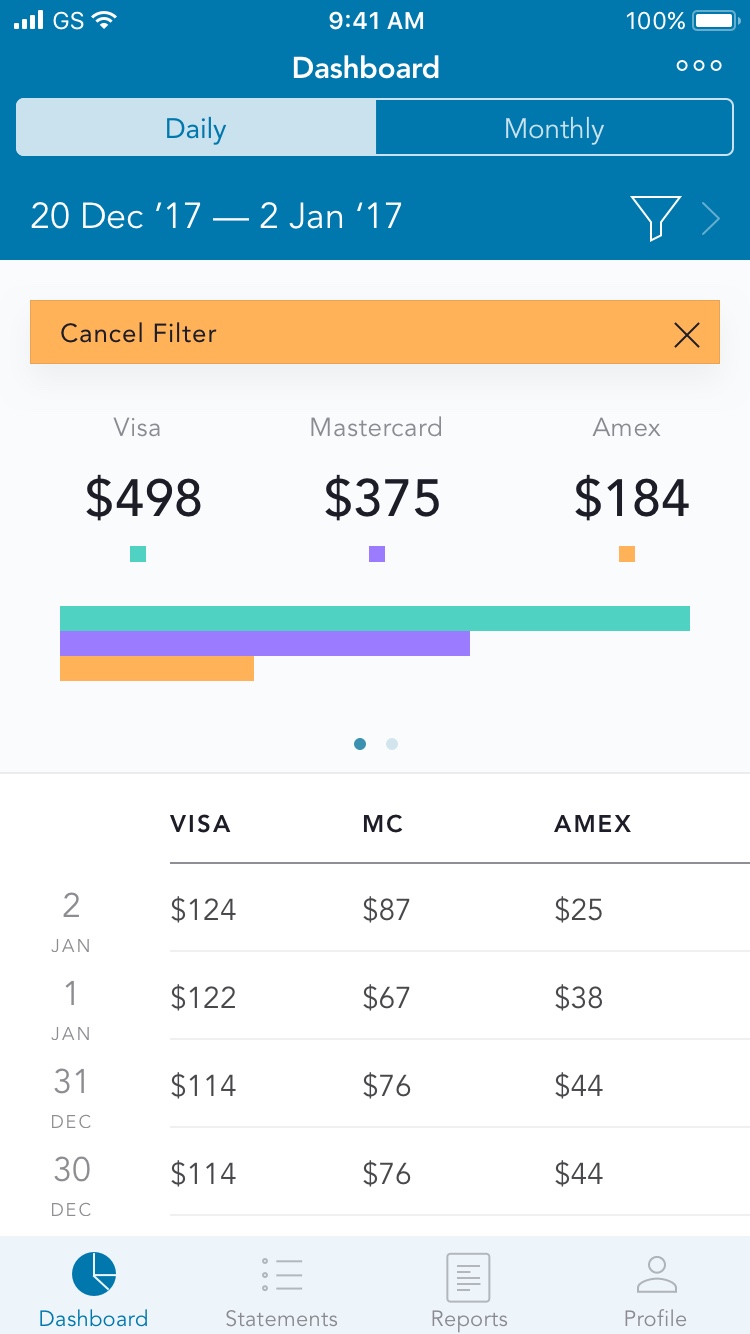 GS 9:41 AM 100%
Dashboard
Daily Monthly
20 Dec ‘17 — 2 Jan ‘17
Cancel Filter
Visa Mastercard Amex
$498 $375 $184
VISA MC AMEX
2 $124 $87 $25
JAN
1 $122 $67 $38
JAN
31 $114 $76 $44
DEC
30 $114 $76 $44
DEC
Dashboard Statements Reports Profile